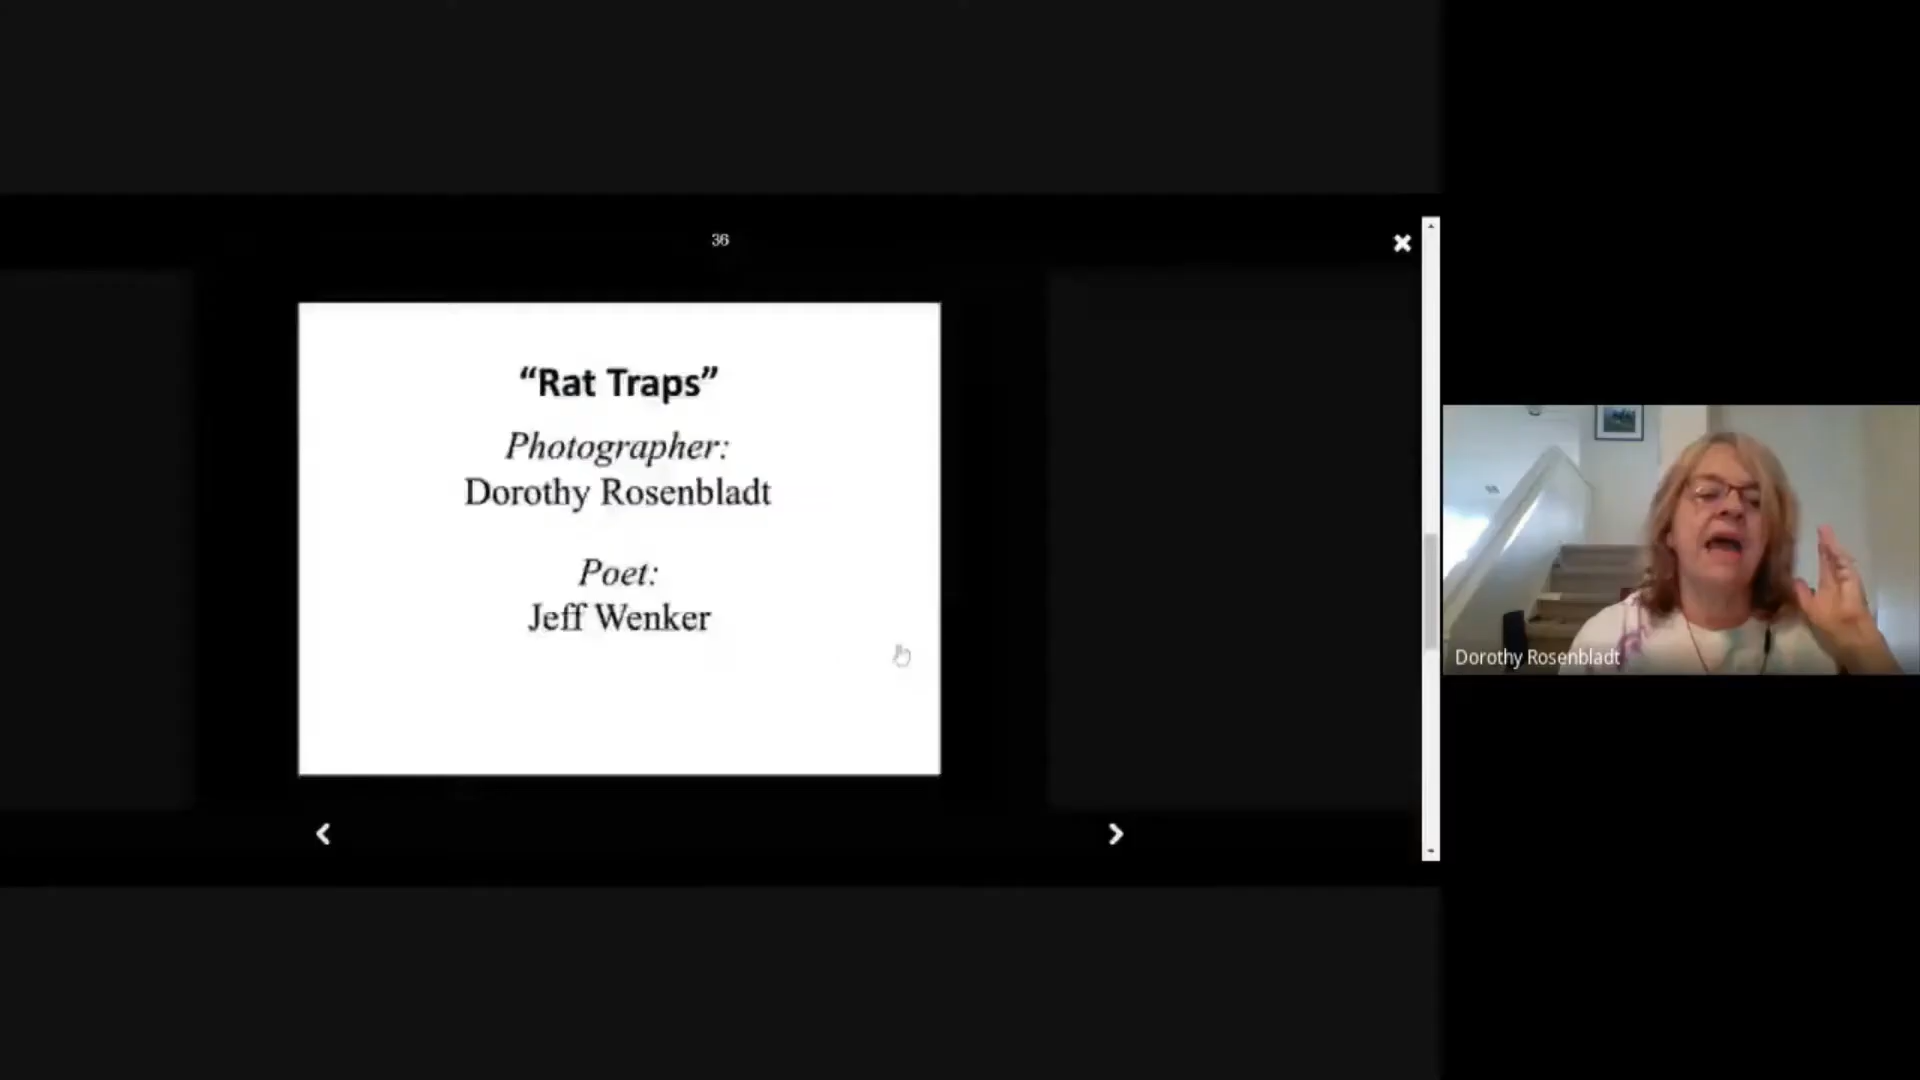 36
“Rat Traps”
Photographer:
Dorothy Rosenbladt
Poet:
Jeff Wenker
Dorothy Rosenbladt